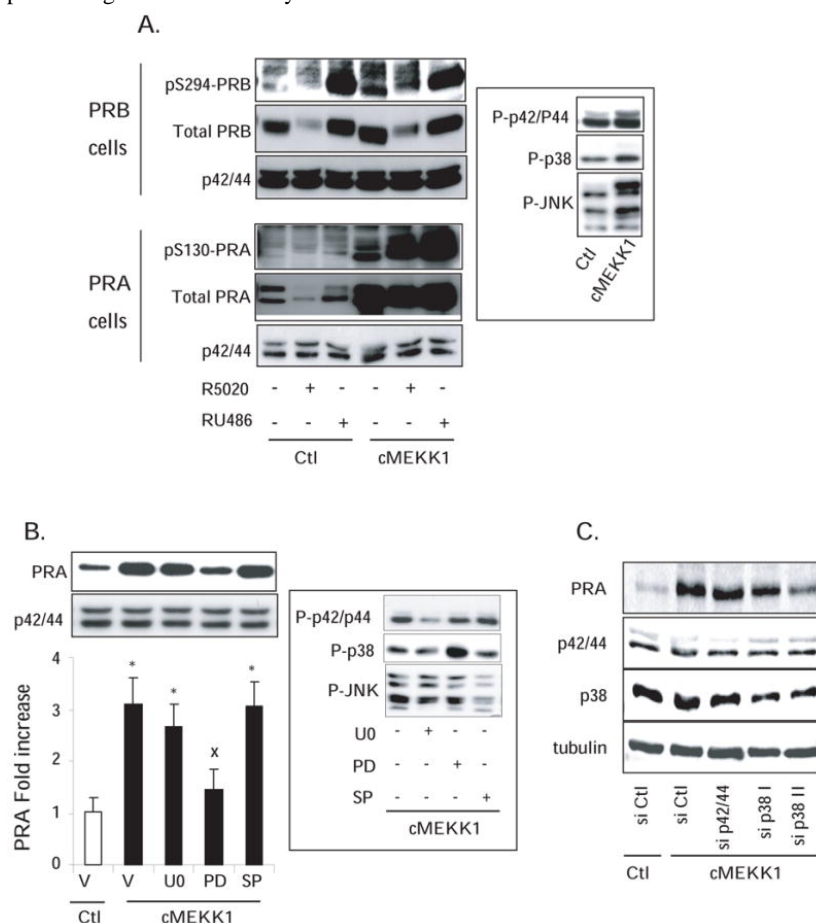 A.
PRB
cells
pS294-PRB
Total PRB
p42/44
PRA
cells
pS130-PRA
Total PRA
p42/44
R5020 - + - - + -
RU486 - - + - - +
Ctl cMEKK1
P-p42/P44
P-p38
P-JNK
Ctl cMEKK1
B.
PRA
p42/44
PRA Fold increase
4
3
2
1
0
* * x *
V V U0 PD SP
Ctl cMEKK1
P-p42/p44
P-p38
P-JNK
U0 - + - -
PD - - + -
SP - - - +
cMEKK1
C.
PRA
p42/44
p38
tubulin
si Ctl si Ctl si p42/44 si p38 I si p38 II
Ctl cMEKK1